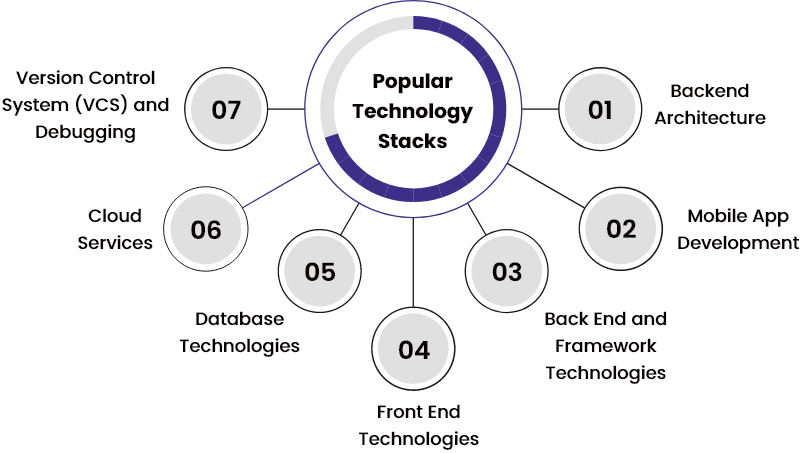 Popular
Technology
Stacks
01
Backend
Architecture
02
Mobile App
Development
03
Back End and
Framework
Technologies
04
Front End
Technologies
05
Database
Technologies
06
Cloud
Services
07
Version Control
System (VCS) and
Debugging